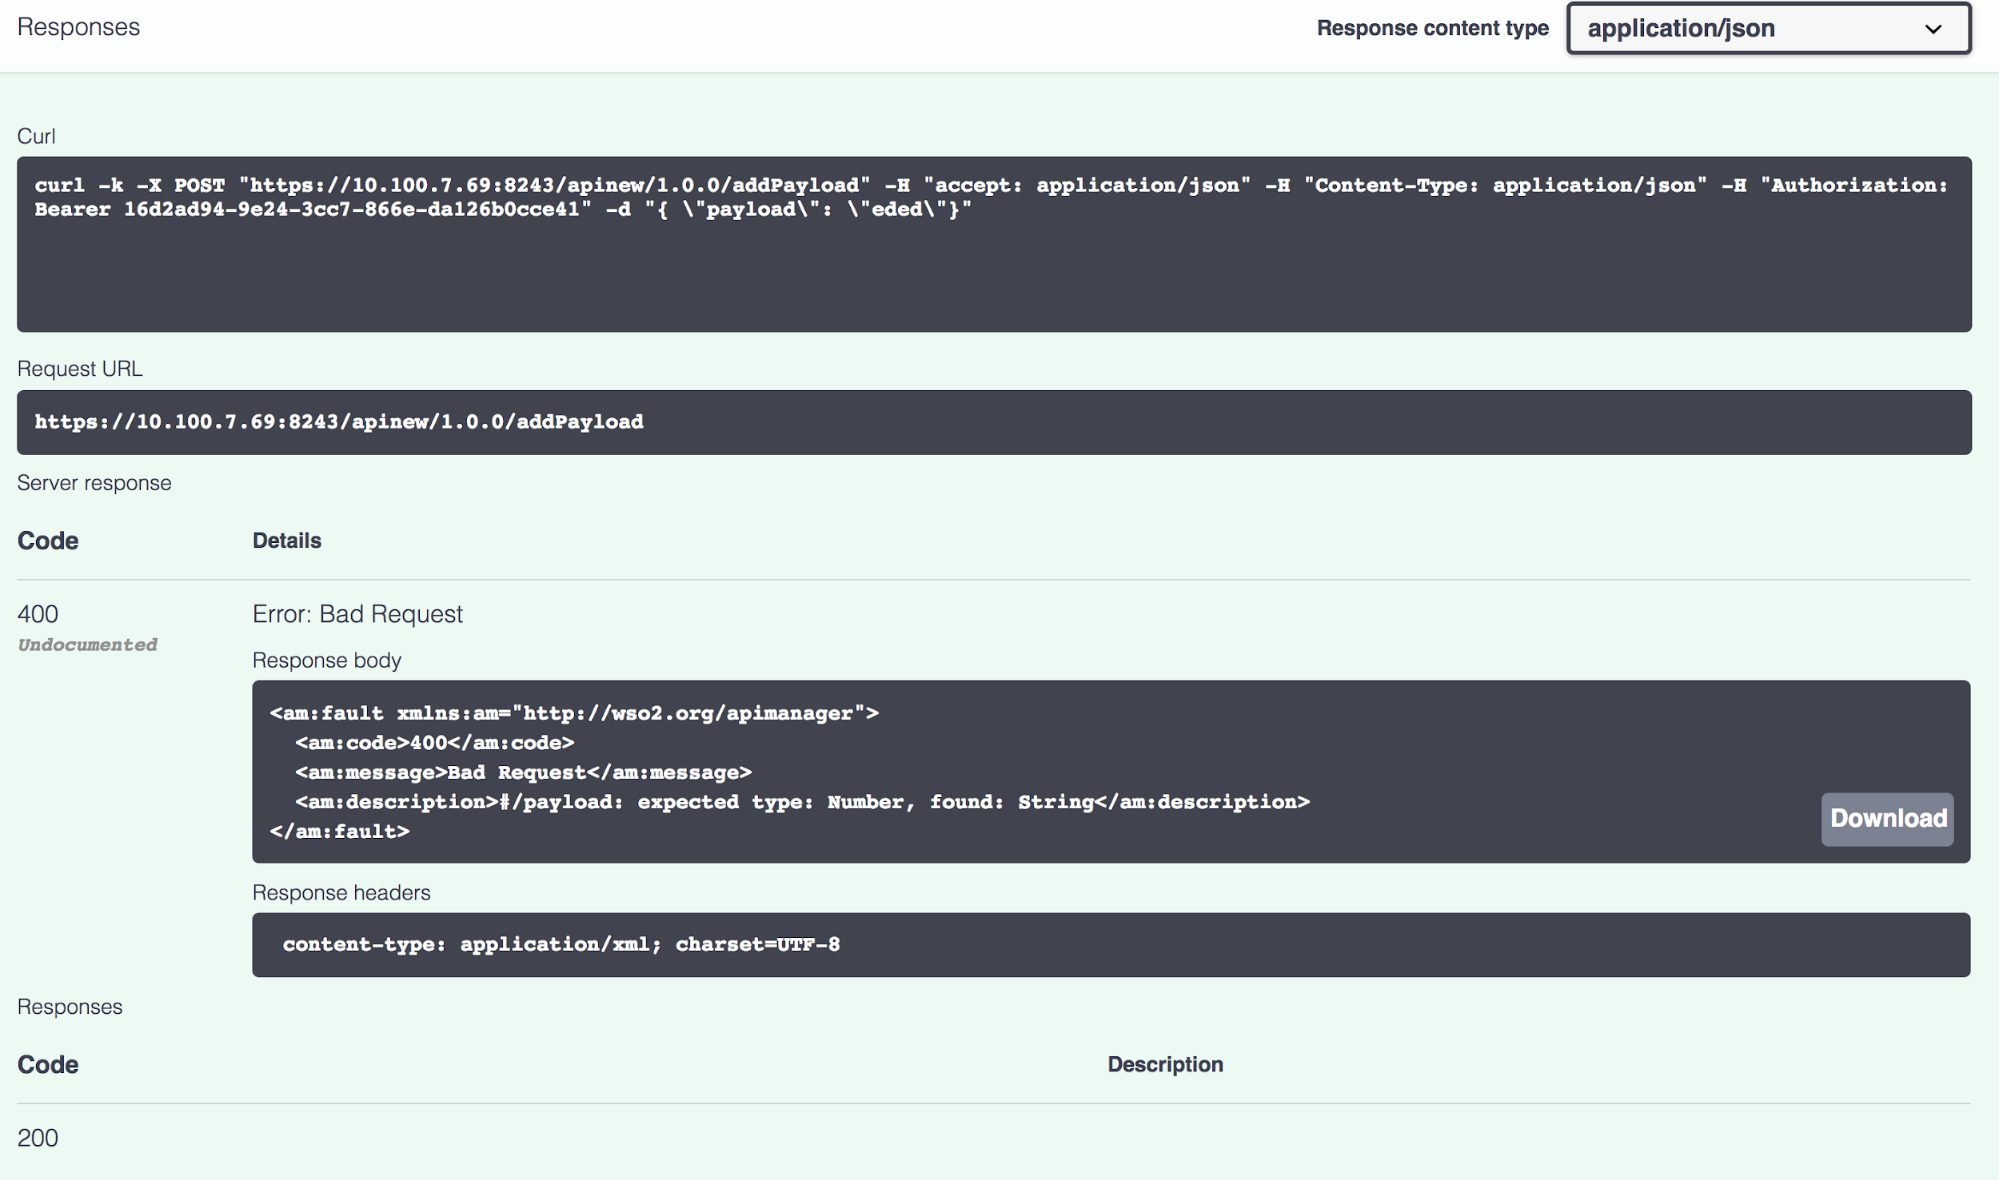 Responses
Response content type
application/json
Curl
curl -k -X POST "https://10.100.7.69:8243/apinew/1.0.0/addPayload" -H "accept: application/json" -H "Content-Type: application/json" -H "Authorization:
Bearer 16d2ad94-9e24-3cc7-866e-da126b0cce41" -d "{ \"payload\": \"eded\"}"
Request URL
https://10.100.7.69:8243/apinew/1.0.0/addPayload
Server response
Code Details
400 Error: Bad Request
Undocumented
Response body
<am:fault xmlns:am="http://wso2.org/apimanager">
  <am:code>400</am:code>
  <am:message>Bad Request</am:message>
  <am:description>#/payload: expected type: Number, found: String</am:description>
</am:fault>
Download
Response headers
content-type: application/xml; charset=UTF-8
Responses
Code Description
200